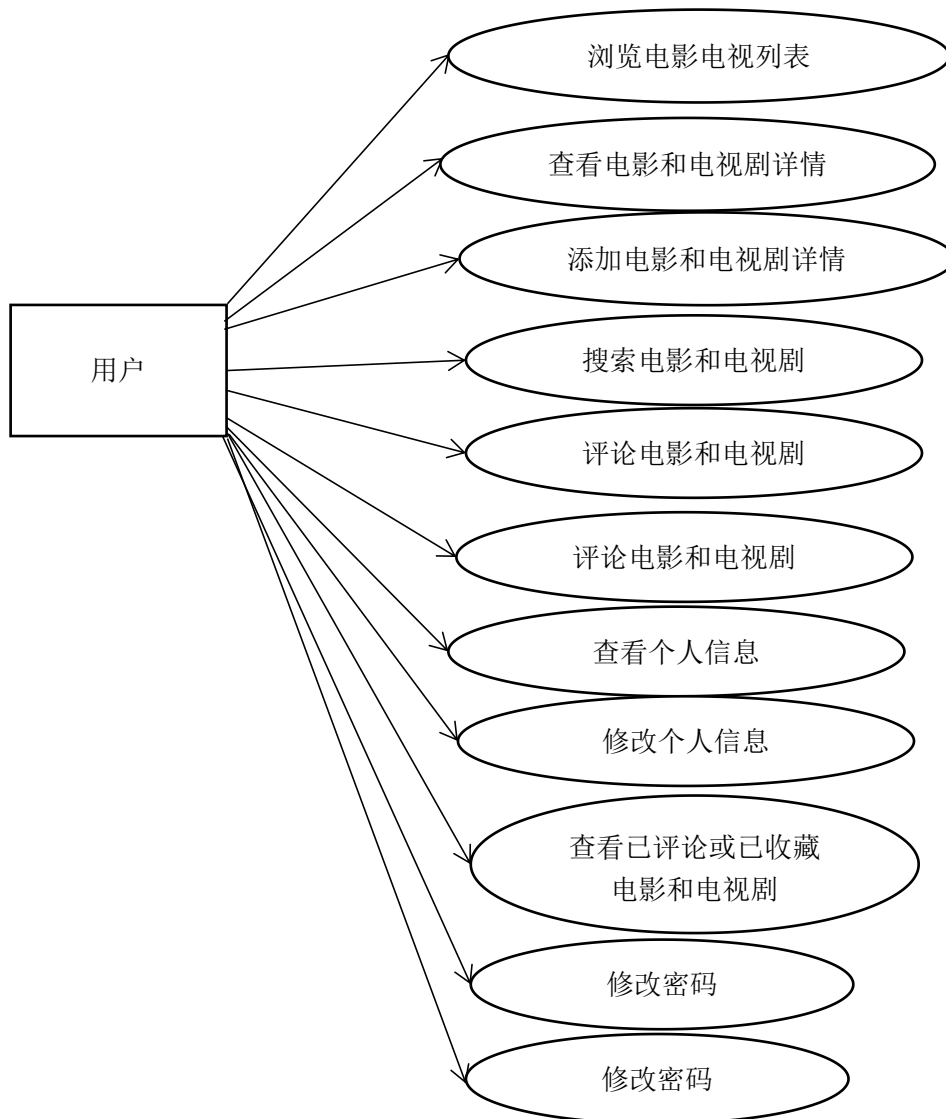 浏览电影电视列表
查看电影和电视剧详情
添加电影和电视剧详情
用户
搜索电影和电视剧
评论电影和电视剧
评论电影和电视剧
查看个人信息
修改个人信息
查看已评论或已收藏
电影和电视剧
修改密码
修改密码